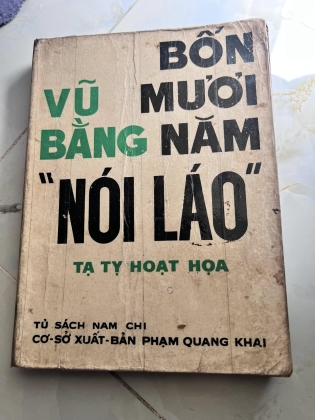 BỐN
VŨ MƯƠI
BẰNG NĂM
"NÓI LÁO"
TẠ TỴ HOẠT HỌA
TỦ SÁCH NAM CHI
CƠ-SỞ XUẤT-BẢN PHẠM QUANG KHAI